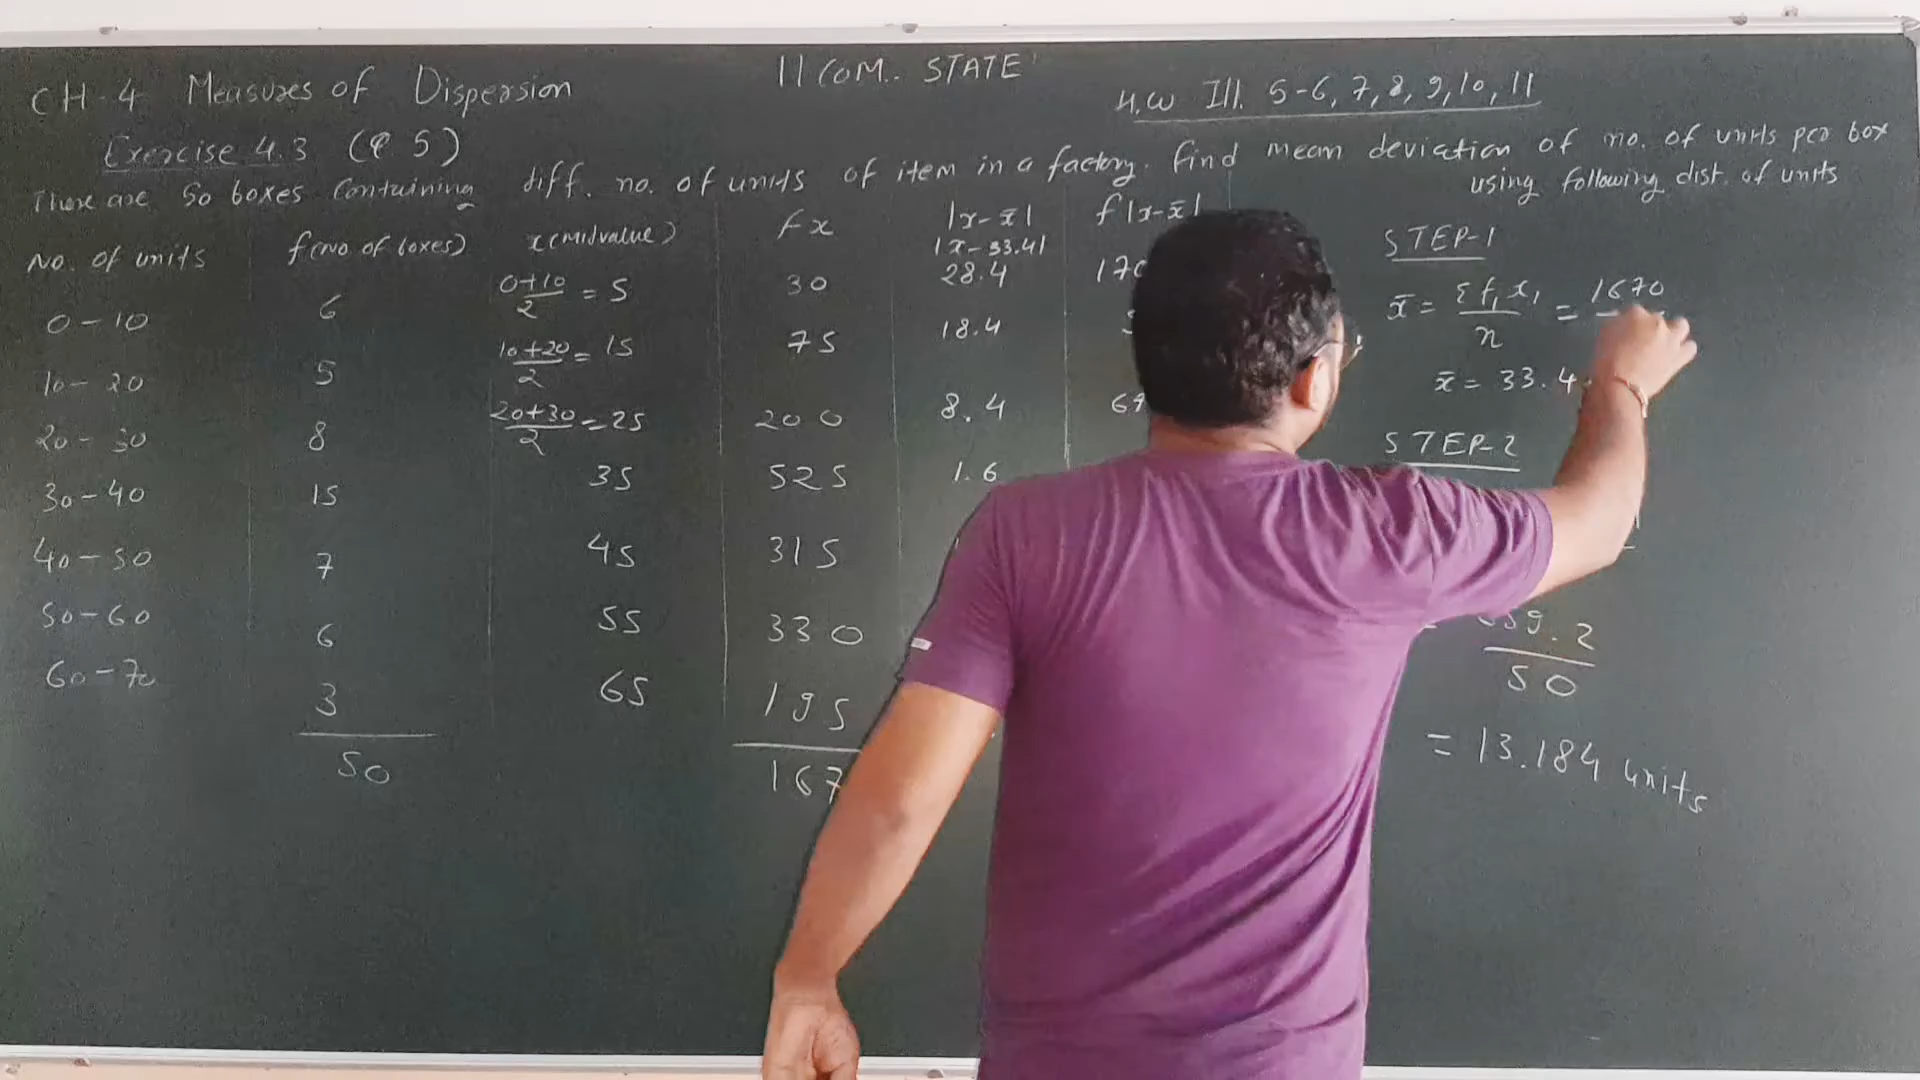 11 COM.. STATE
CH-4 Measures of Dispersion
H.W Ill. 5-6, 7, 8, 9, 10, 11
Exercise 4.3 (Q 5)
There are 50 boxes containing diff. no. of units of item in a factory. find mean deviation of no. of units per box
using following dist. of units
No. of units f(no of boxes) x(midvalue) fx |x-x̄| f|x-x̄|
|x-33.4|
0-10 6 0+10/2 = 5 30 28.4 170
10-20 5 10+20/2 = 15 75 18.4
20-30 8 20+30/2 = 25 200 8.4 67
30-40 15 35 525 1.6
40-50 7 45 315
50-60 6 55 330
60-70 3 65 195
50 167
STEP-1
x̄ = Σf,x, / n = 1670
x̄ = 33.4
STEP-2
59.2 / 50
= 13.184 units